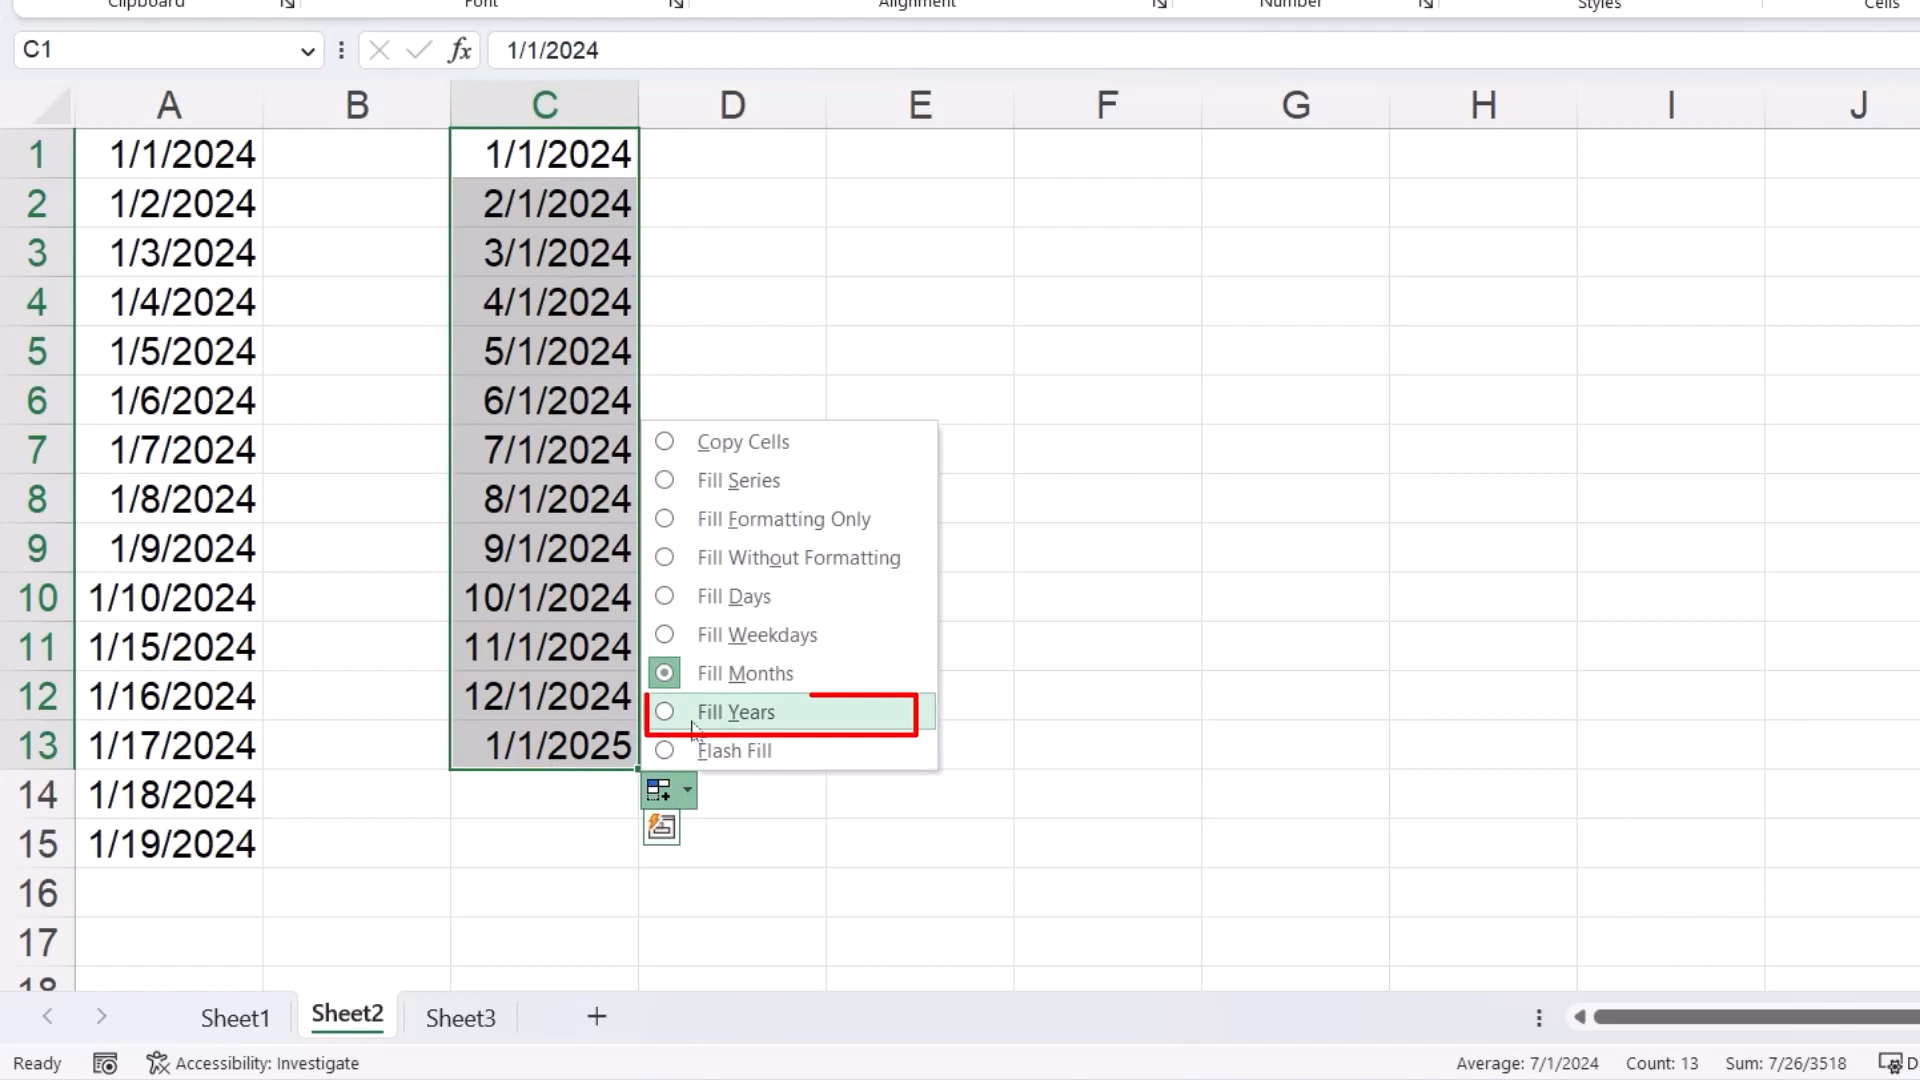 Clipboard Font Alignment Number Styles Cells
C1 fx 1/1/2024
A B C D E F G H I J
1 1/1/2024 1/1/2024
2 1/2/2024 2/1/2024
3 1/3/2024 3/1/2024
4 1/4/2024 4/1/2024
5 1/5/2024 5/1/2024
6 1/6/2024 6/1/2024
7 1/7/2024 7/1/2024
8 1/8/2024 8/1/2024
9 1/9/2024 9/1/2024
10 1/10/2024 10/1/2024
11 1/15/2024 11/1/2024
12 1/16/2024 12/1/2024
13 1/17/2024 1/1/2025
14 1/18/2024
15 1/19/2024
16
17
18
Copy Cells
Fill Series
Fill Formatting Only
Fill Without Formatting
Fill Days
Fill Weekdays
Fill Months
Fill Years
Flash Fill
Sheet1 Sheet2 Sheet3
Ready Accessibility: Investigate Average: 7/1/2024 Count: 13 Sum: 7/26/3518 D